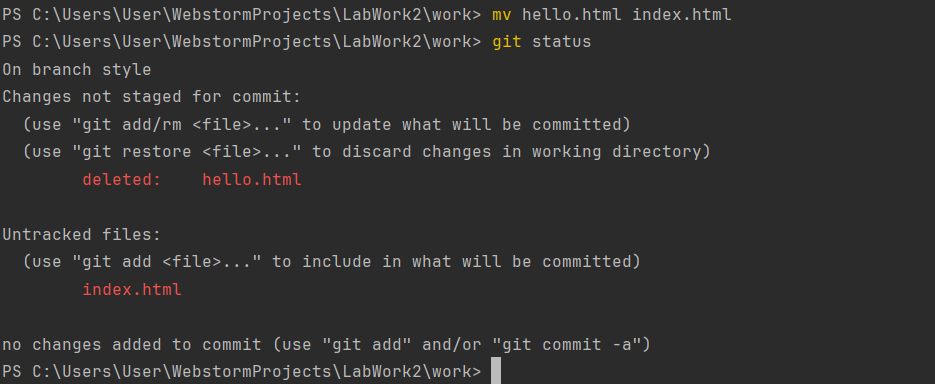 PS C:\Users\User\WebstormProjects\LabWork2\work> mv hello.html index.html
PS C:\Users\User\WebstormProjects\LabWork2\work> git status
On branch style
Changes not staged for commit:
  (use "git add/rm <file>..." to update what will be committed)
  (use "git restore <file>..." to discard changes in working directory)
        deleted:    hello.html

Untracked files:
  (use "git add <file>..." to include in what will be committed)
        index.html

no changes added to commit (use "git add" and/or "git commit -a")
PS C:\Users\User\WebstormProjects\LabWork2\work>